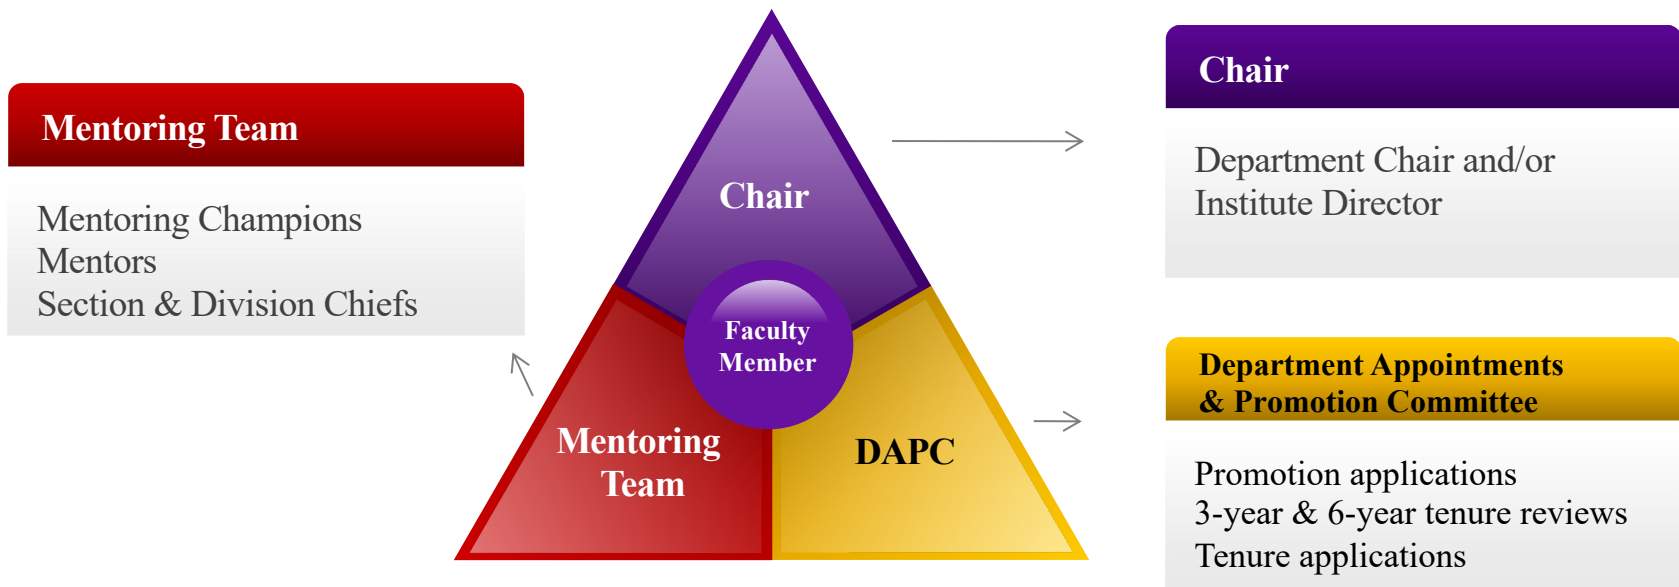 Mentoring Team
Mentoring Champions
Mentors
Section & Division Chiefs
Chair
Faculty
Member
Mentoring
Team
DAPC
Chair
Department Chair and/or
Institute Director
Department Appointments
& Promotion Committee
Promotion applications
3-year & 6-year tenure reviews
Tenure applications